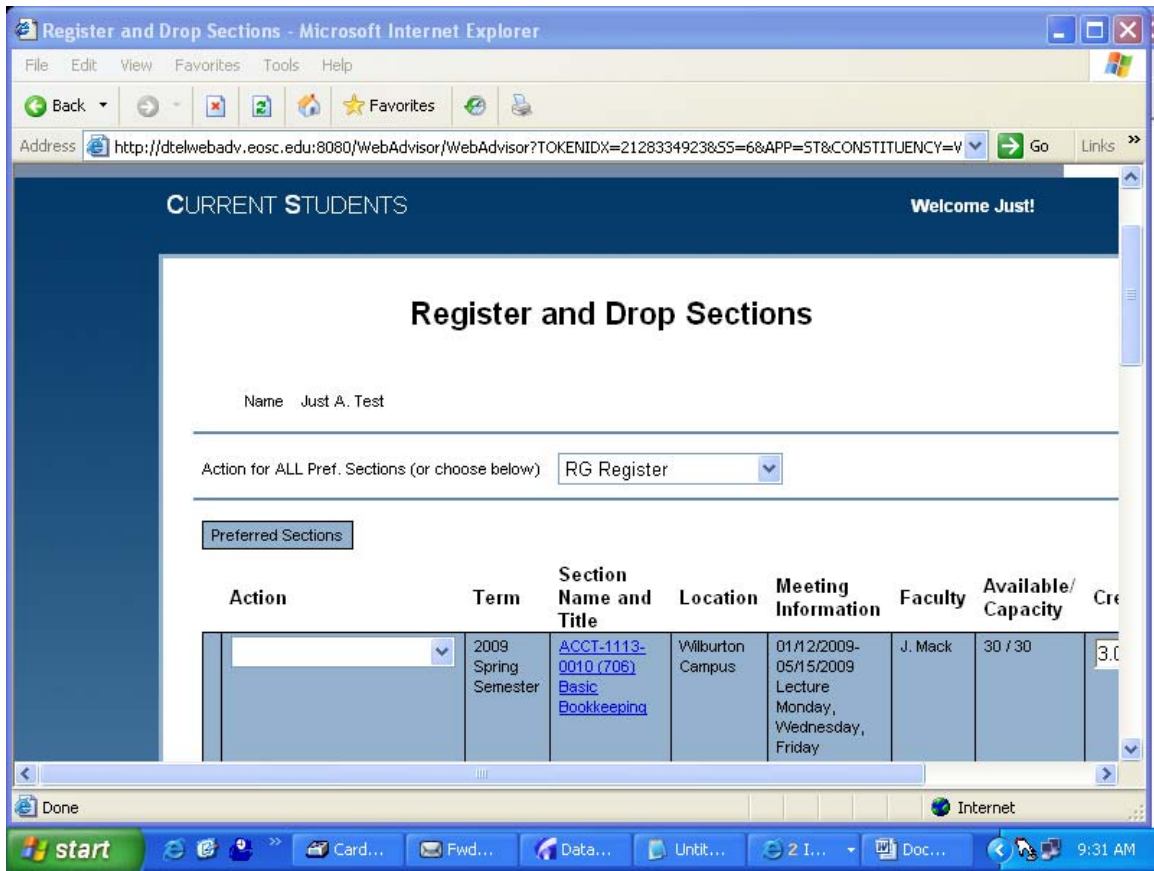 Register and Drop Sections - Microsoft Internet Explorer
File Edit View Favorites Tools Help
Back Favorites
Address http://dtelwebadv.eosc.edu:8080/WebAdvisor/WebAdvisor?TOKENIDX=2128334923&SS=6&APP=ST&CONSTITUENCY=V Go Links »
CURRENT STUDENTS Welcome Just!
Register and Drop Sections
Name Just A. Test
Action for ALL Pref. Sections (or choose below) RG Register
Preferred Sections
Action
Term
Section
Name and
Title
Location
Meeting
Information
Faculty
Available/
Capacity
Cre
2009
Spring
Semester
ACCT-1113-
0010 (706)
Basic
Bookkeeping
Wilburton
Campus
01/12/2009-
05/15/2009
Lecture
Monday,
Wednesday,
Friday
J. Mack
30 / 30
3.0
Done Internet
start » Card... Fwd... Data... Untit... 2 I... Doc... 9:31 AM